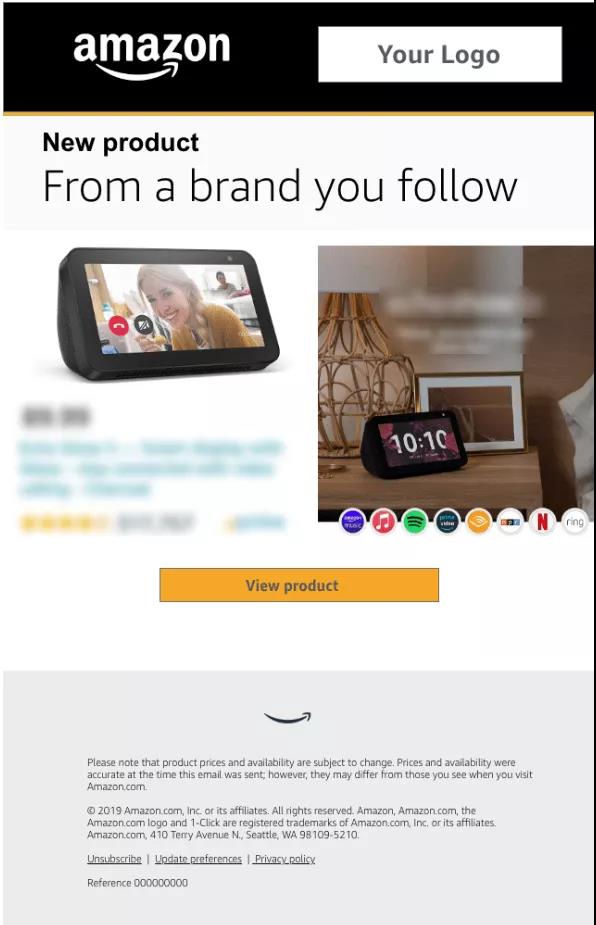 amazon
Your Logo
New product
From a brand you follow
10:10
amazon music
prime video
npr
N
ring
View product
Please note that product prices and availability are subject to change. Prices and availability were
accurate at the time this email was sent; however, they may differ from those you see when you visit
Amazon.com.
© 2019 Amazon.com, Inc. or its affiliates. All rights reserved. Amazon, Amazon.com, the
Amazon.com logo and 1-Click are registered trademarks of Amazon.com, Inc. or its affiliates.
Amazon.com, 410 Terry Avenue N., Seattle, WA 98109-5210.
Unsubscribe | Update preferences | Privacy policy
Reference 000000000